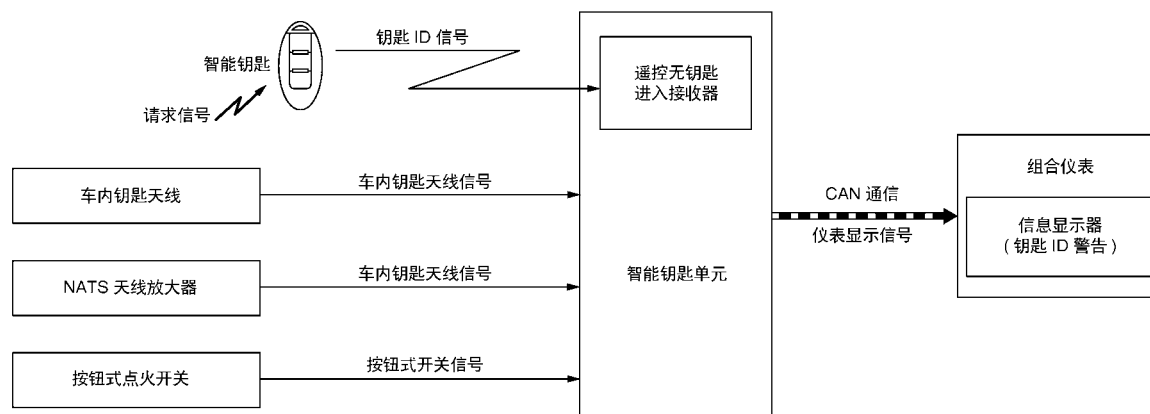 钥匙 ID 信号
智能钥匙
请求信号
遥控无钥匙
进入接收器
车内钥匙天线
车内钥匙天线信号
NATS 天线放大器
车内钥匙天线信号
按钮式点火开关
按钮式开关信号
智能钥匙单元
CAN 通信
仪表显示信号
组合仪表
信息显示器
( 钥匙 ID 警告 )